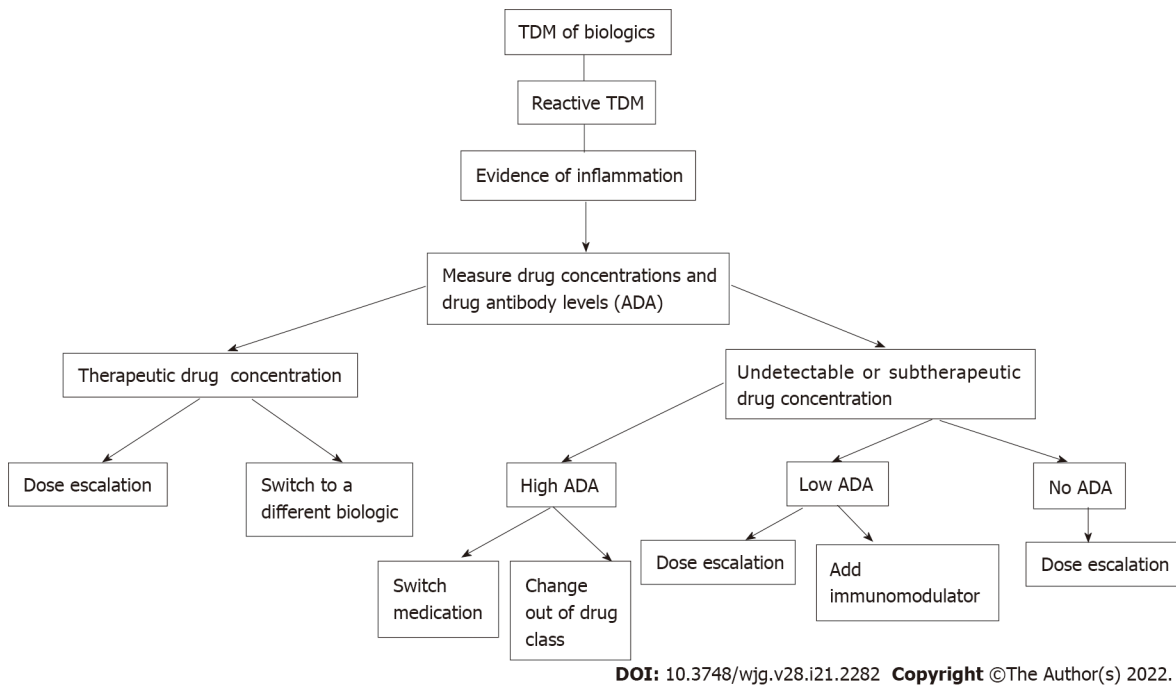 TDM of biologics
Reactive TDM
Evidence of inflammation
Measure drug concentrations and
drug antibody levels (ADA)
Therapeutic drug concentration
Undetectable or subtherapeutic
drug concentration
Dose escalation
Switch to a
different biologic
High ADA
Low ADA
No ADA
Switch
medication
Change
out of drug
class
Dose escalation
Add
immunomodulator
Dose escalation
DOI: 10.3748/wjg.v28.i21.2282 Copyright ©The Author(s) 2022.